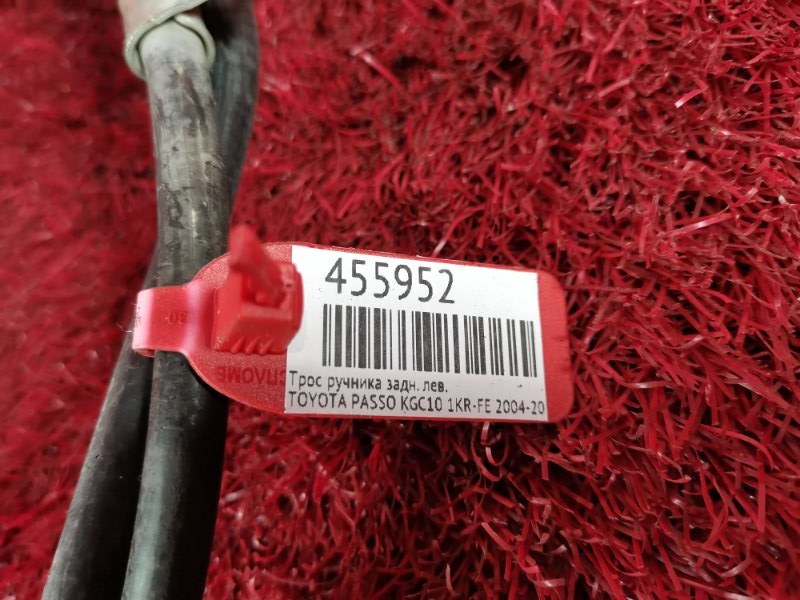 455952
Трос ручника задн. лев.
TOYOTA PASSO KGC10 1KR-FE 2004-20